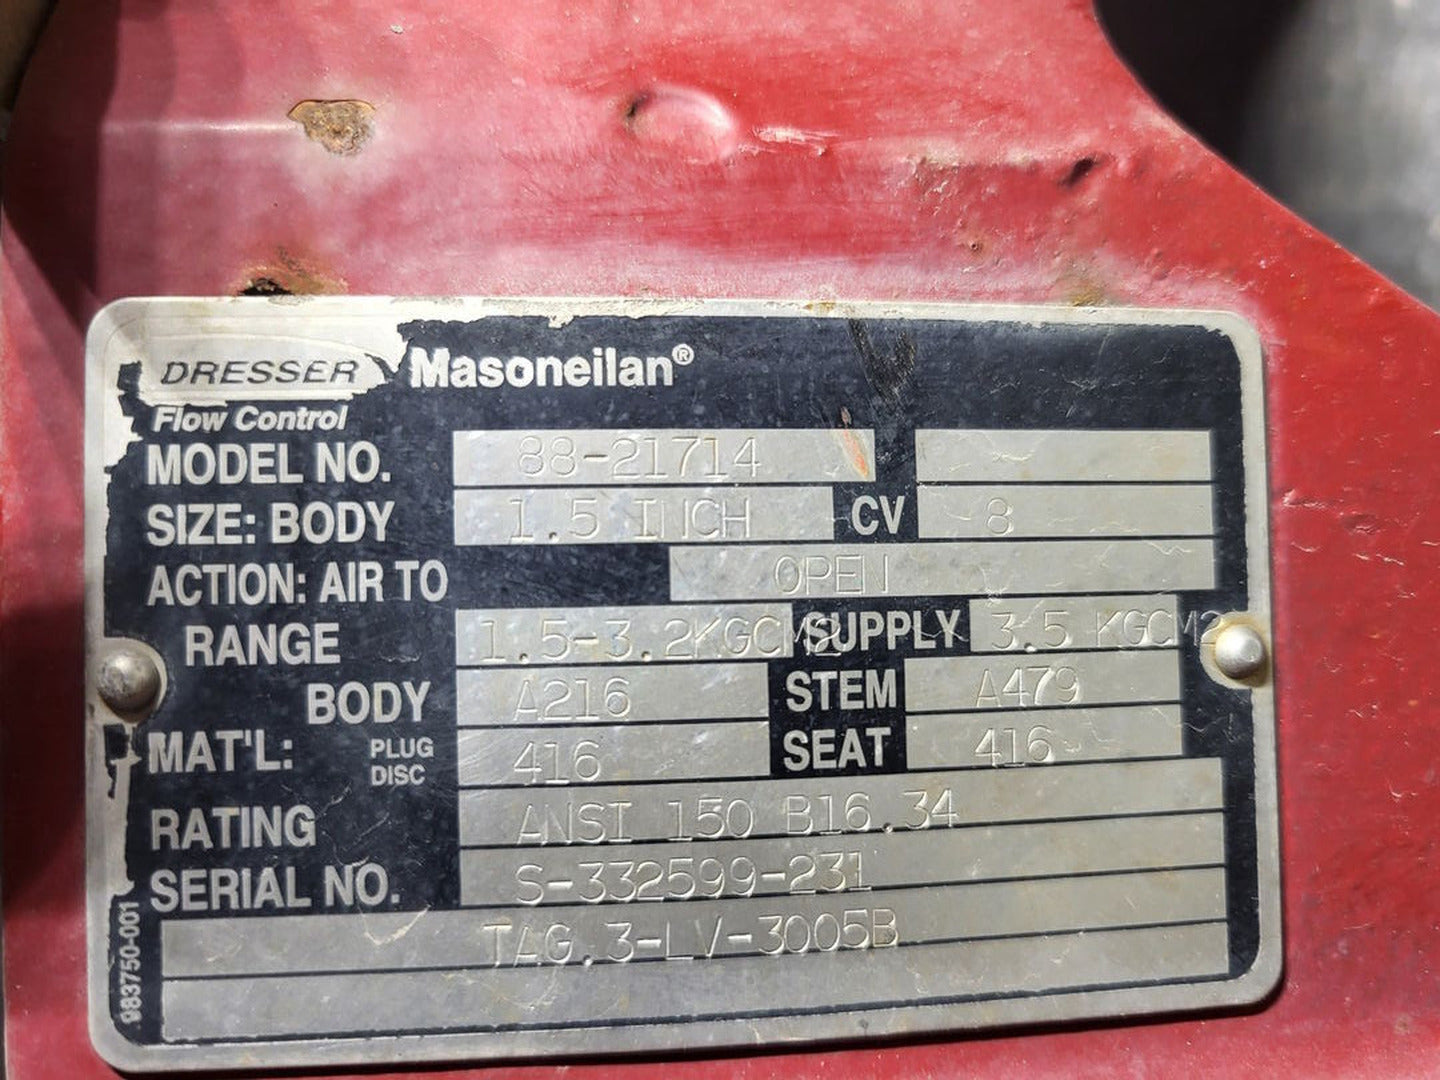 DRESSER Masoneilan®
Flow Control
MODEL NO. 88-21714
SIZE: BODY 1.5 INCH CV 8
ACTION: AIR TO OPEN
RANGE 1.5-3.2KGCM2 SUPPLY 3.5 KGCM2
BODY A216 STEM A479
MAT'L: PLUG DISC 416 SEAT 416
RATING ANSI 150 B16.34
SERIAL NO. S-332599-231
TAG.3-LV-3005B
983750-001